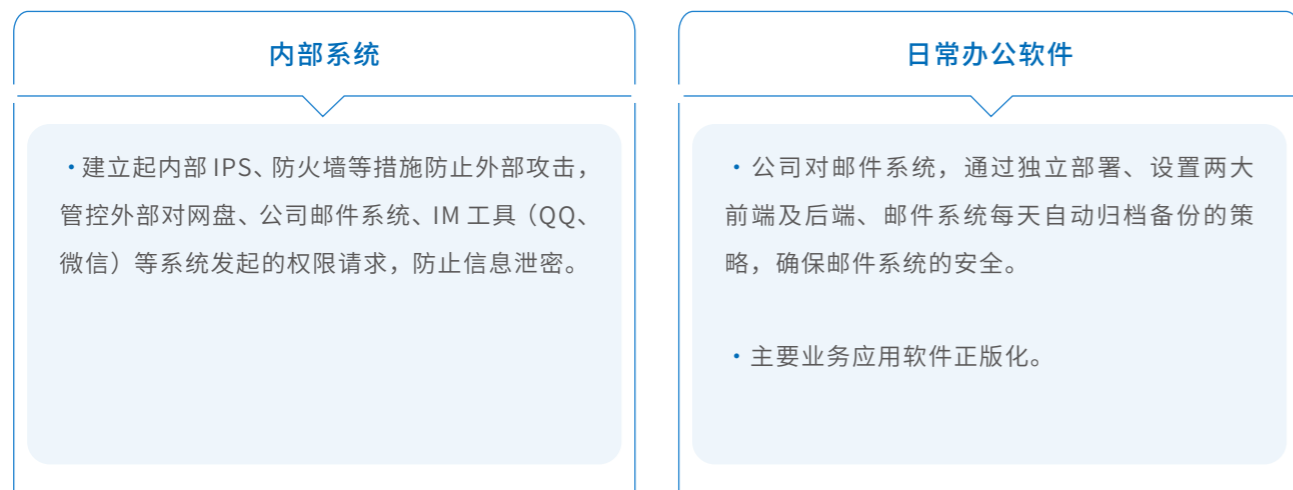 内部系统
·建立起内部 IPS、防火墙等措施防止外部攻击，
管控外部对网盘、公司邮件系统、IM 工具（QQ、
微信）等系统发起的权限请求，防止信息泄密。
日常办公软件
·公司对邮件系统，通过独立部署、设置两大
前端及后端、邮件系统每天自动归档备份的策
略，确保邮件系统的安全。
·主要业务应用软件正版化。